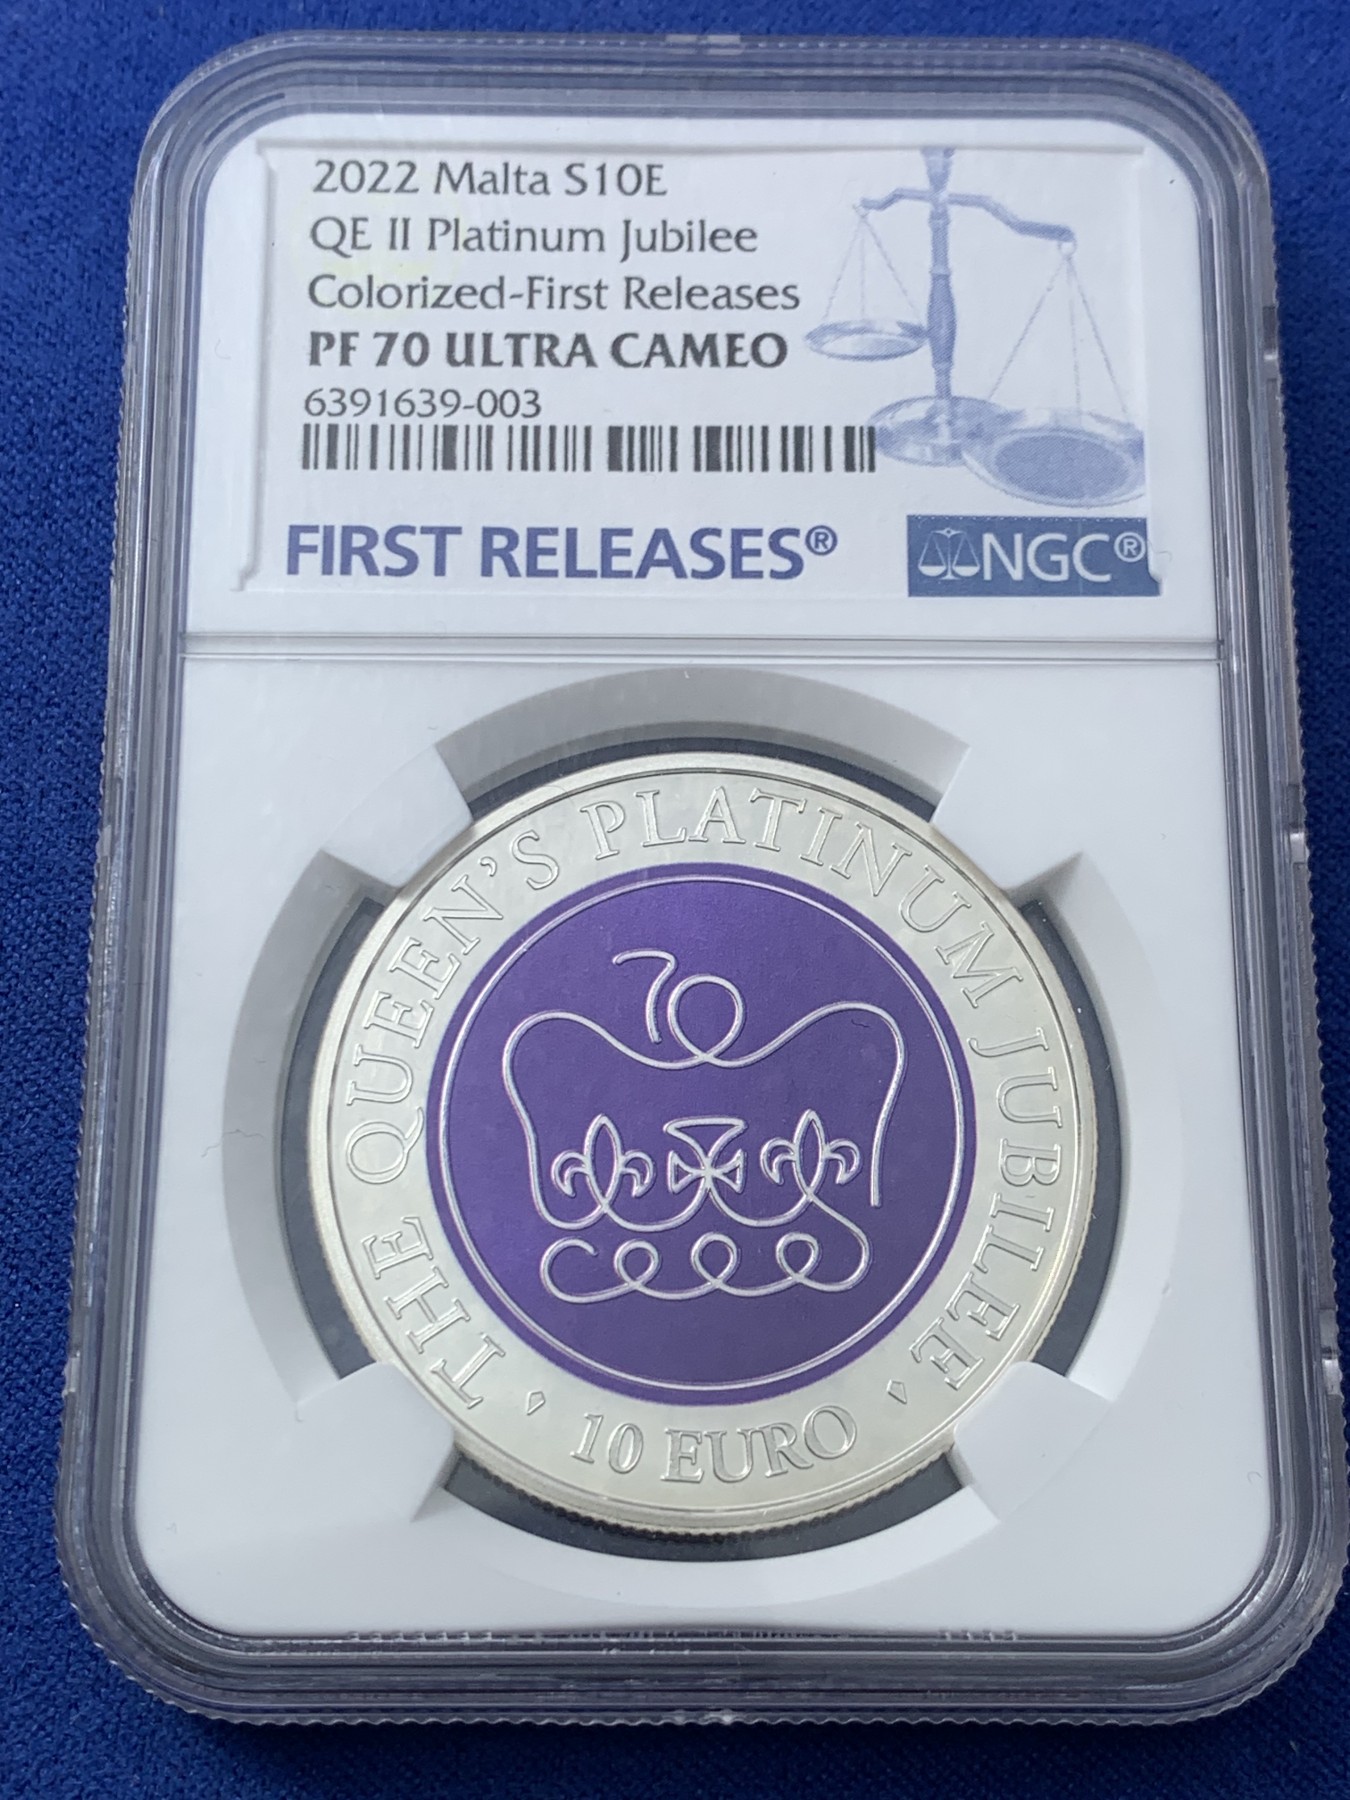 2022 Malta S10E
QE II Platinum Jubilee
Colorized-First Releases
PF 70 ULTRA CAMEO
6391639-003
FIRST RELEASES®
NGC®
THE QUEEN'S PLATINUM JUBILEE
70
10 EURO